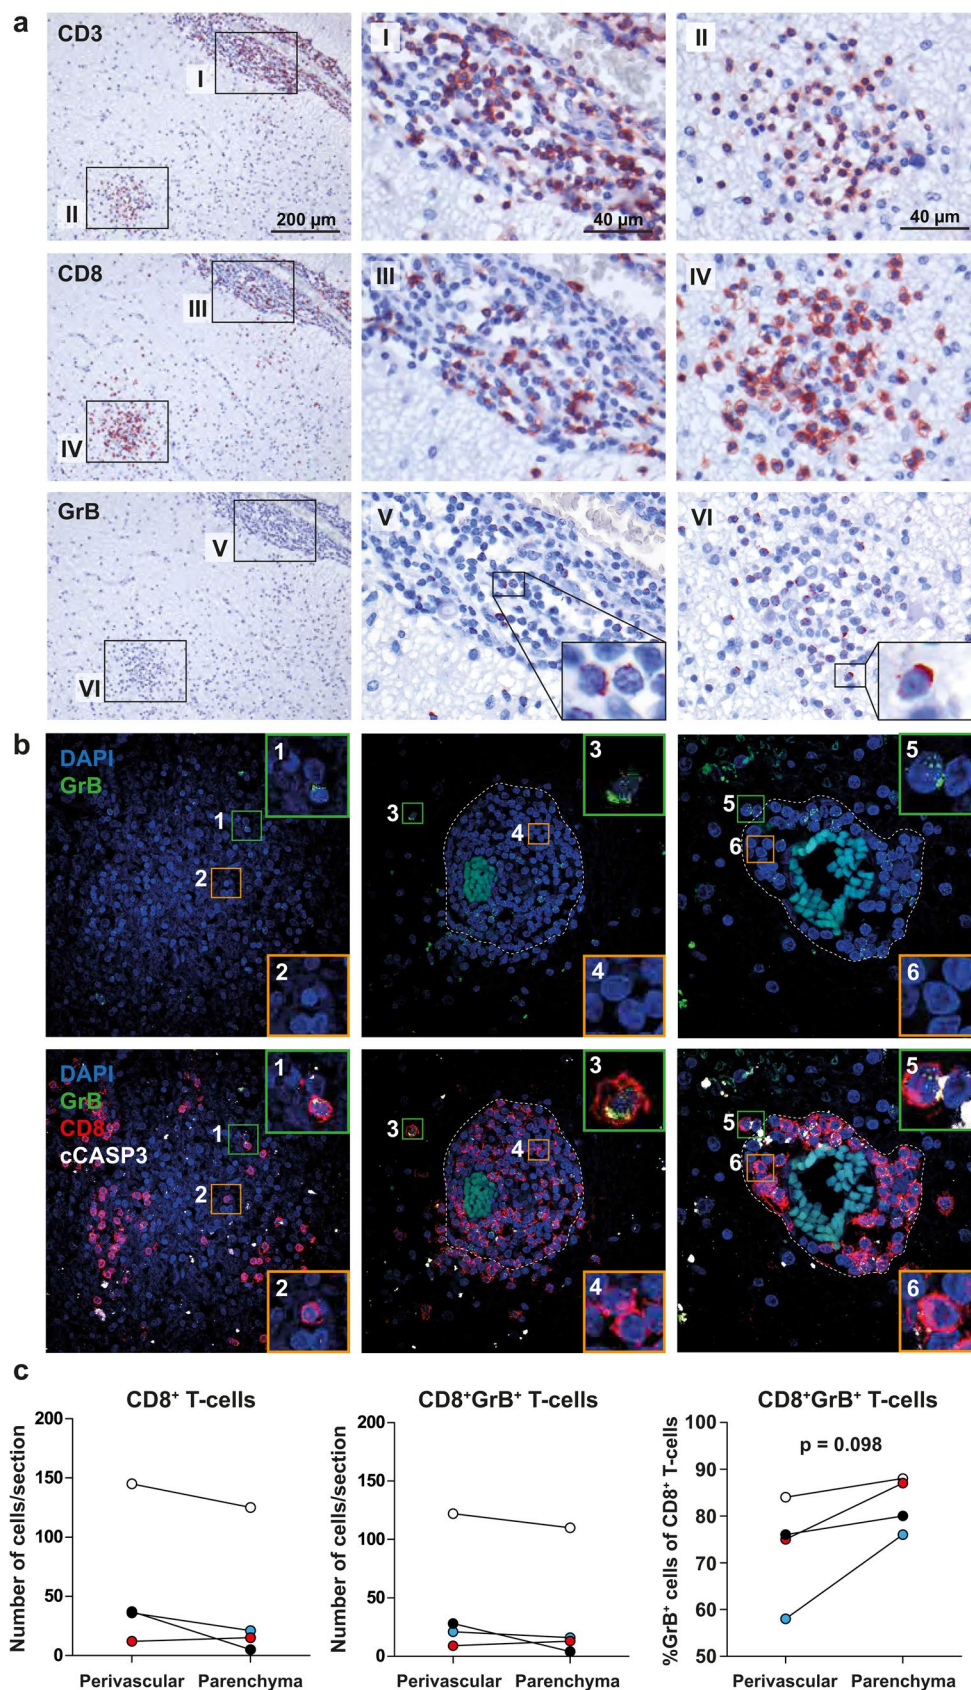 a
CD3
I
II
200 µm
I
40 µm
II
40 µm
CD8
III
IV
III
IV
GrB
V
VI
V
VI
b
DAPI
GrB
1
1
2
2
3
3
4
4
5
5
6
6
DAPI
GrB
CD8
cCASP3
1
1
2
2
3
3
4
4
5
5
6
6
c
CD8+ T-cells
Number of cells/section
200
150
100
50
0
Perivascular Parenchyma
CD8+GrB+ T-cells
Number of cells/section
200
150
100
50
0
Perivascular Parenchyma
CD8+GrB+ T-cells
%GrB+ cells of CD8+ T-cells
p = 0.098
100
90
80
70
60
50
Perivascular Parenchyma